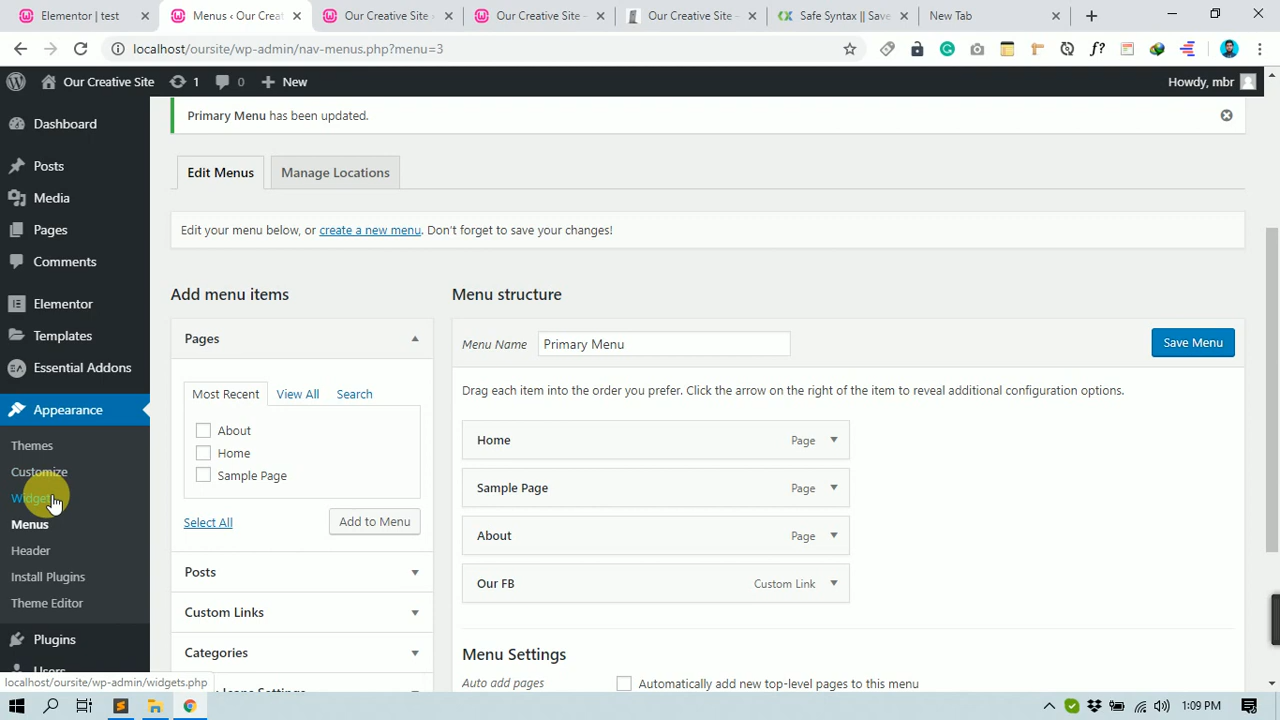 Elementor | test
Menus ‹ Our Crea
Our Creative Site ‹
Our Creative Site –
Our Creative Site –
Safe Syntax || Save
New Tab
localhost/oursite/wp-admin/nav-menus.php?menu=3
Our Creative Site
1
0
New
Howdy, mbr
Dashboard
Posts
Media
Pages
Comments
Elementor
Templates
Essential Addons
Appearance
Themes
Customize
Widgets
Menus
Header
Install Plugins
Theme Editor
Plugins
Users
localhost/oursite/wp-admin/widgets.php
Primary Menu has been updated.
Edit Menus
Manage Locations
Edit your menu below, or create a new menu. Don't forget to save your changes!
Add menu items
Pages
Most Recent
View All
Search
About
Home
Sample Page
Select All
Add to Menu
Posts
Custom Links
Categories
Menu structure
Menu Name
Primary Menu
Save Menu
Drag each item into the order you prefer. Click the arrow on the right of the item to reveal additional configuration options.
Home Page
Sample Page Page
About Page
Our FB Custom Link
Menu Settings
Auto add pages
Automatically add new top-level pages to this menu
1:09 PM